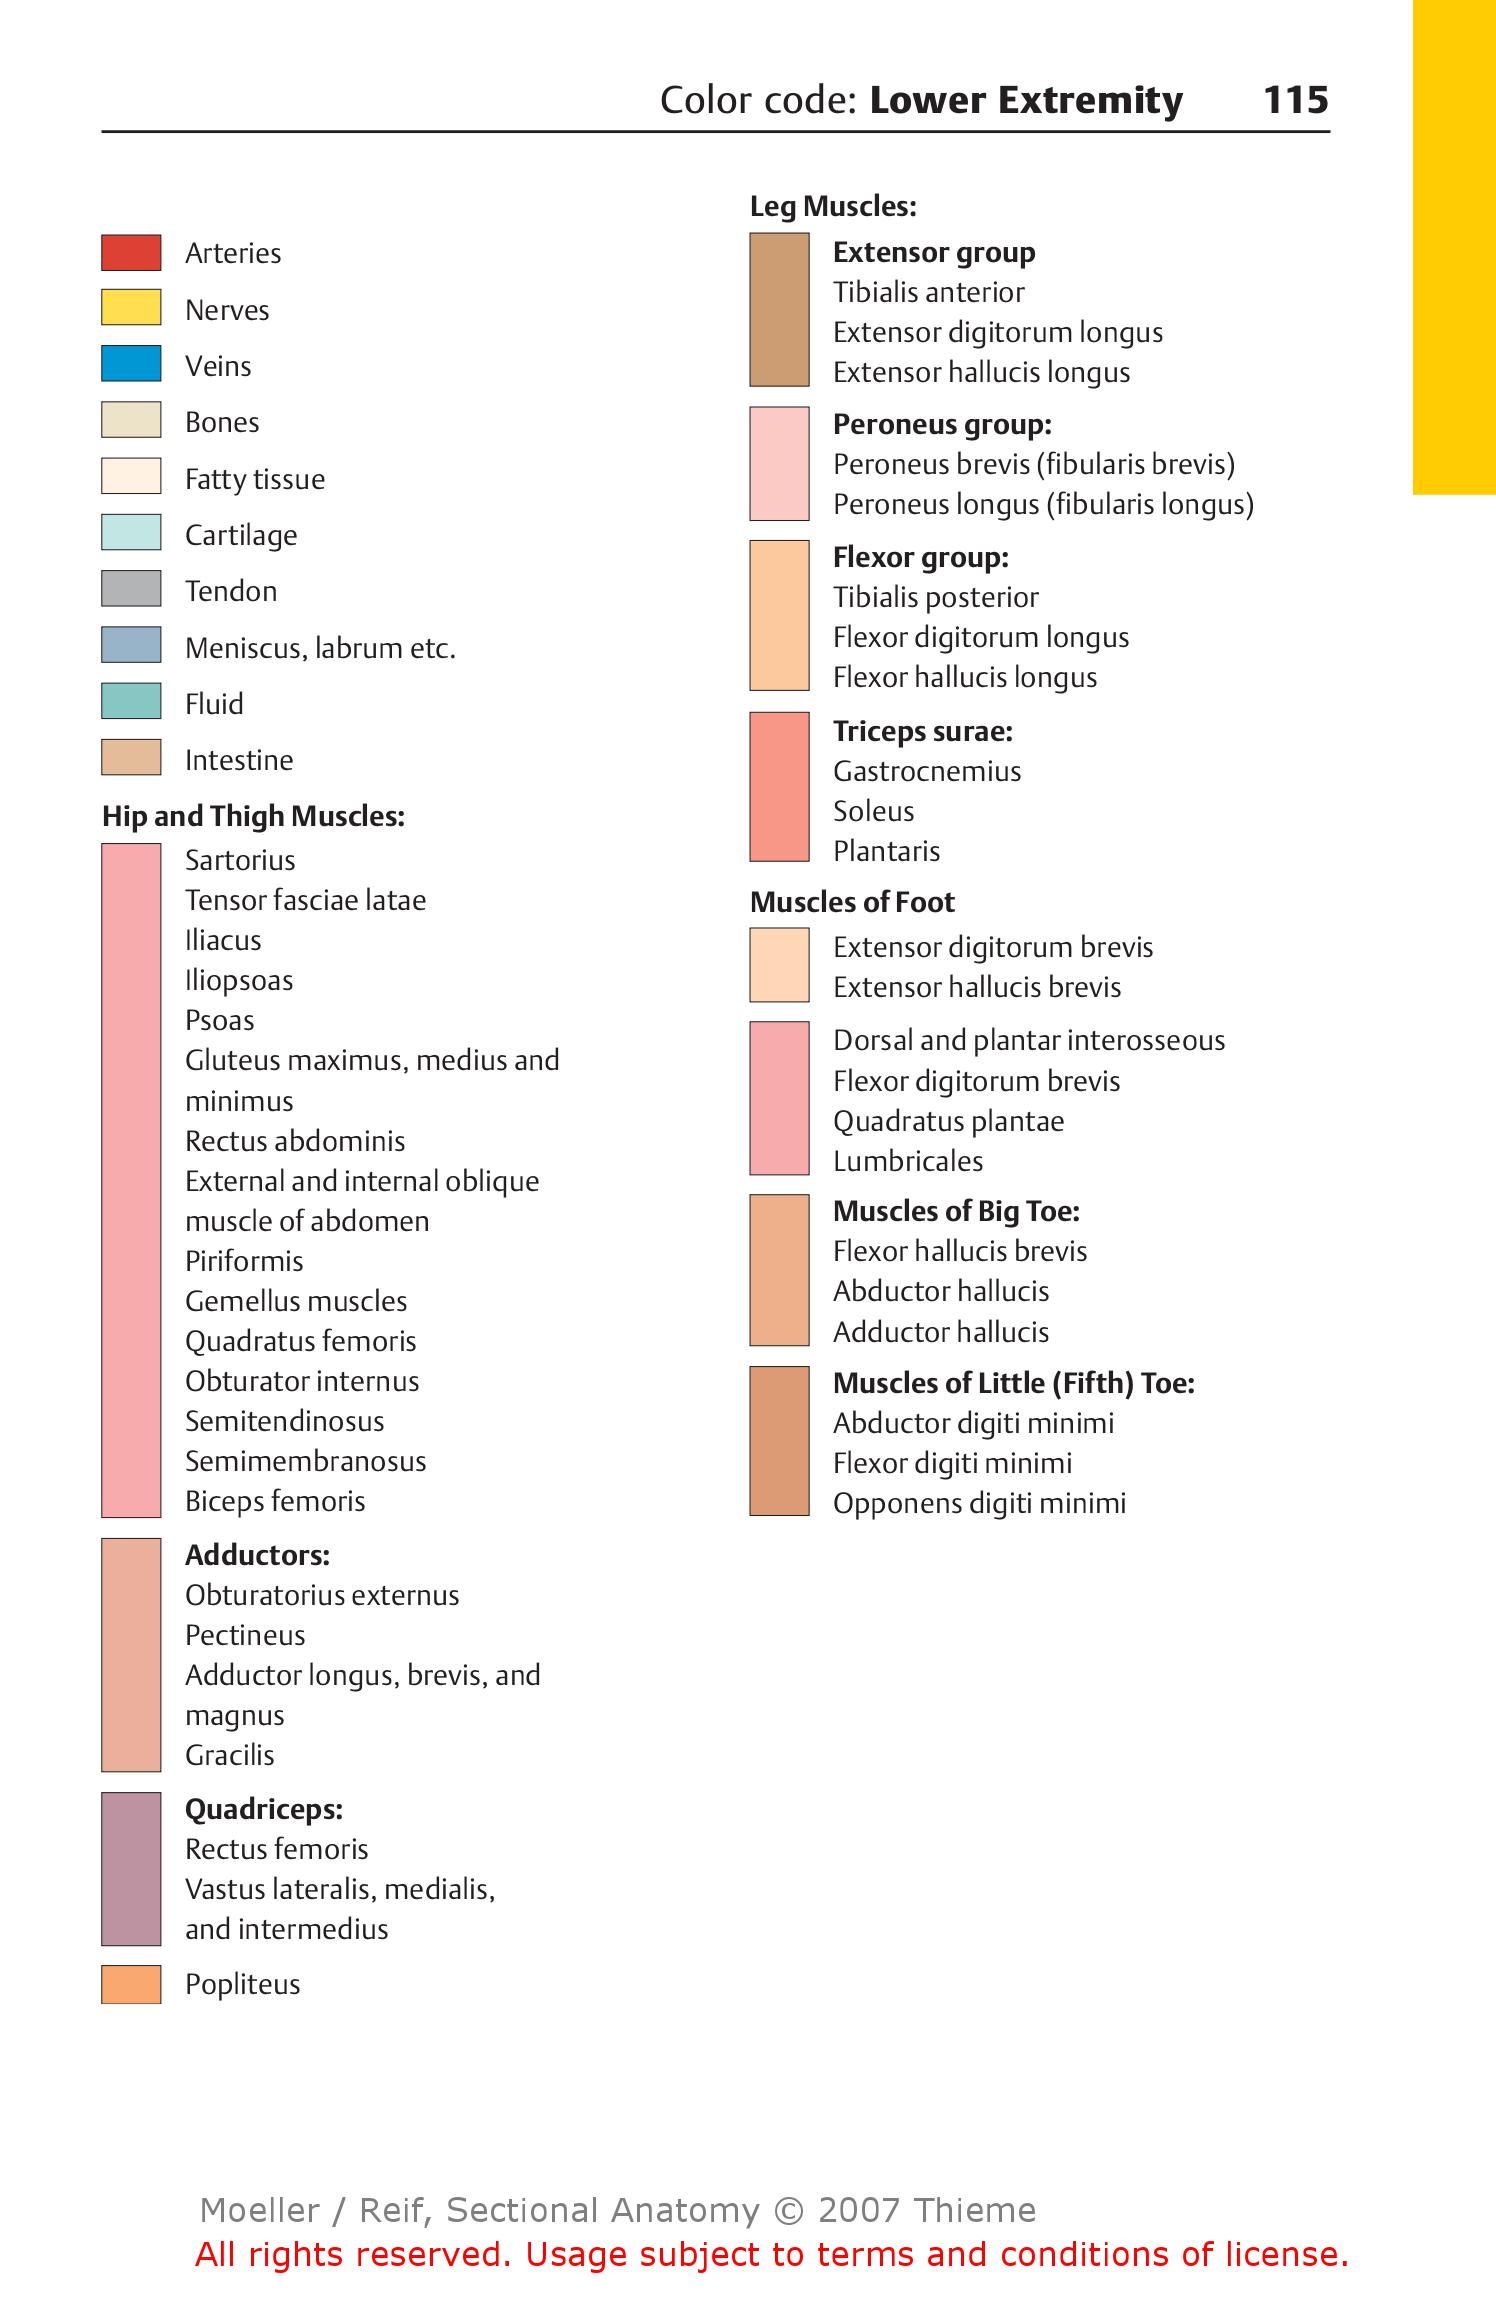 Color code: Lower Extremity 115
Arteries
Nerves
Veins
Bones
Fatty tissue
Cartilage
Tendon
Meniscus, labrum etc.
Fluid
Intestine
Hip and Thigh Muscles:
Sartorius
Tensor fasciae latae
Iliacus
Iliopsoas
Psoas
Gluteus maximus, medius and
minimus
Rectus abdominis
External and internal oblique
muscle of abdomen
Piriformis
Gemellus muscles
Quadratus femoris
Obturator internus
Semitendinosus
Semimembranosus
Biceps femoris
Adductors:
Obturatorius externus
Pectineus
Adductor longus, brevis, and
magnus
Gracilis
Quadriceps:
Rectus femoris
Vastus lateralis, medialis,
and intermedius
Popliteus
Leg Muscles:
Extensor group
Tibialis anterior
Extensor digitorum longus
Extensor hallucis longus
Peroneus group:
Peroneus brevis (fibularis brevis)
Peroneus longus (fibularis longus)
Flexor group:
Tibialis posterior
Flexor digitorum longus
Flexor hallucis longus
Triceps surae:
Gastrocnemius
Soleus
Plantaris
Muscles of Foot
Extensor digitorum brevis
Extensor hallucis brevis
Dorsal and plantar interosseous
Flexor digitorum brevis
Quadratus plantae
Lumbricales
Muscles of Big Toe:
Flexor hallucis brevis
Abductor hallucis
Adductor hallucis
Muscles of Little (Fifth) Toe:
Abductor digiti minimi
Flexor digiti minimi
Opponens digiti minimi
Moeller / Reif, Sectional Anatomy © 2007 Thieme
All rights reserved. Usage subject to terms and conditions of license.